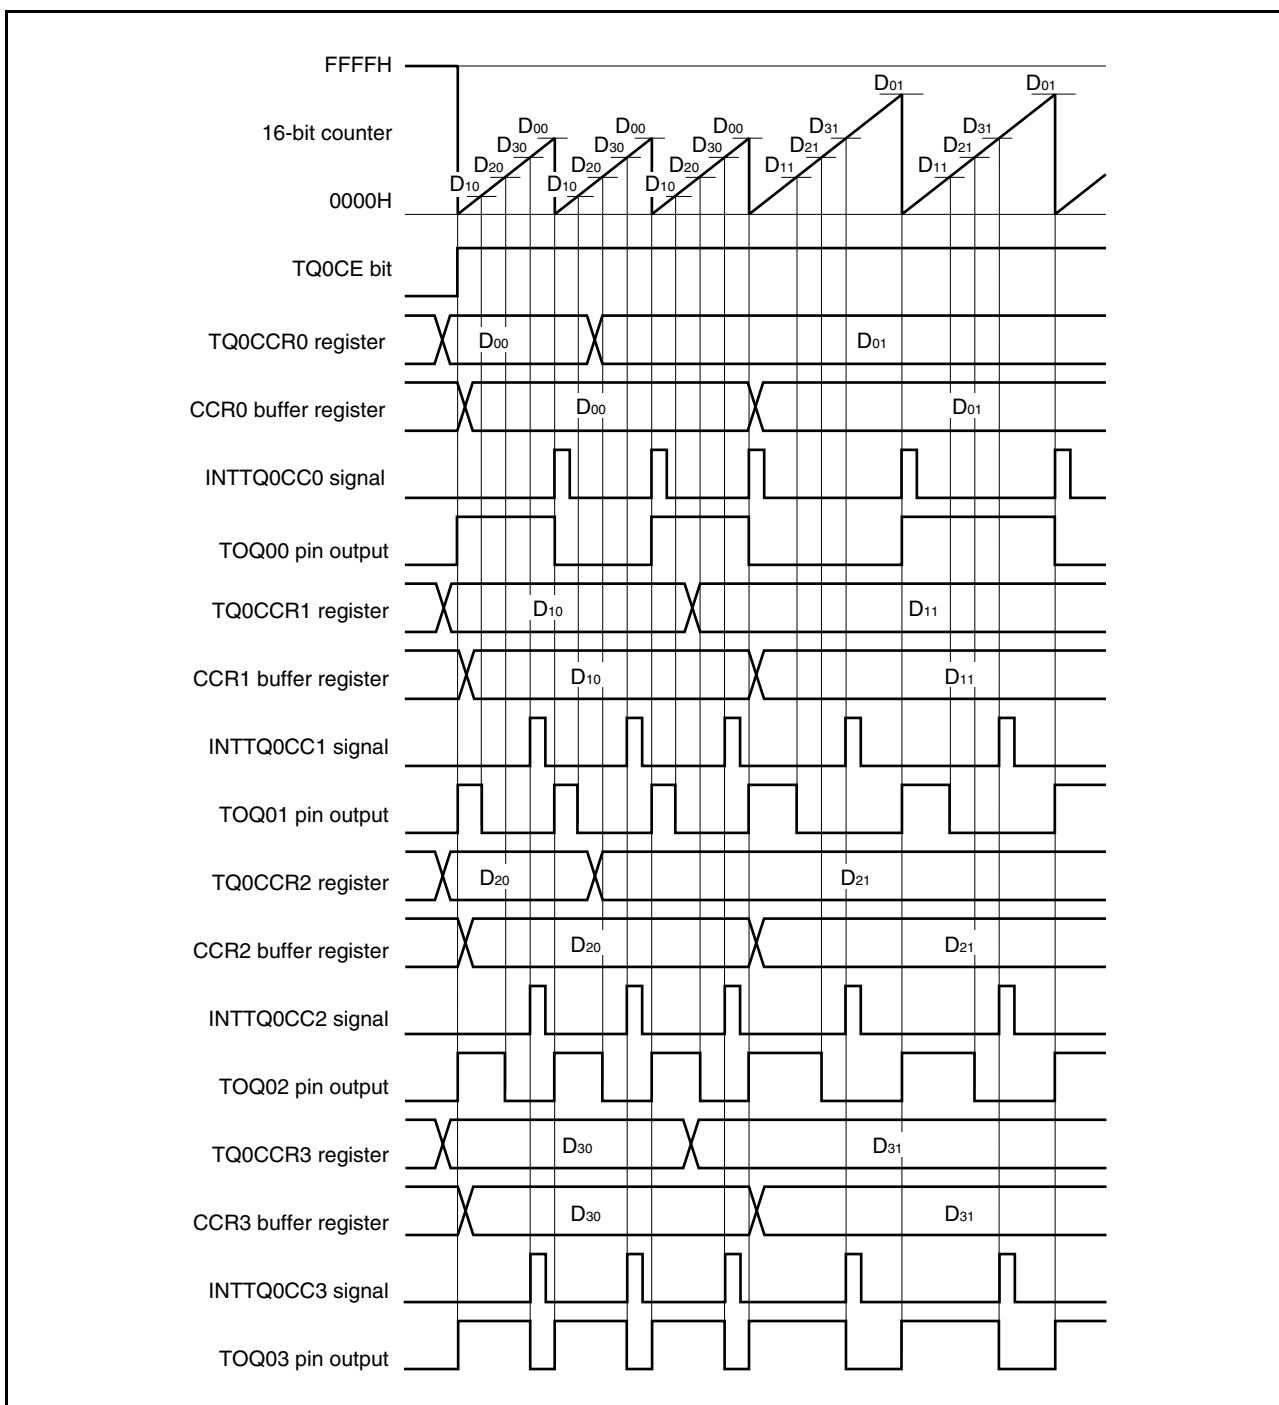 FFFFH
D01 D01
16-bit counter
D00 D00 D00 D31 D31
D30 D30 D30 D21 D21
D20 D20 D20 D11 D11
D10 D10 D10
0000H
TQ0CE bit
TQ0CCR0 register D00 D01
CCR0 buffer register D00 D01
INTTQ0CC0 signal
TOQ00 pin output
TQ0CCR1 register D10 D11
CCR1 buffer register D10 D11
INTTQ0CC1 signal
TOQ01 pin output
TQ0CCR2 register D20 D21
CCR2 buffer register D20 D21
INTTQ0CC2 signal
TOQ02 pin output
TQ0CCR3 register D30 D31
CCR3 buffer register D30 D31
INTTQ0CC3 signal
TOQ03 pin output